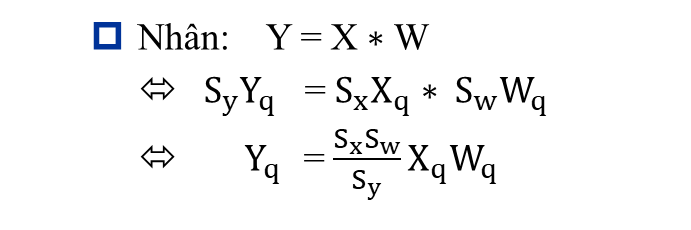 Nhân: Y = X * W
⇔ SyYq = SxXq * SwWq
⇔ Yq = SxSw/Sy XqWq